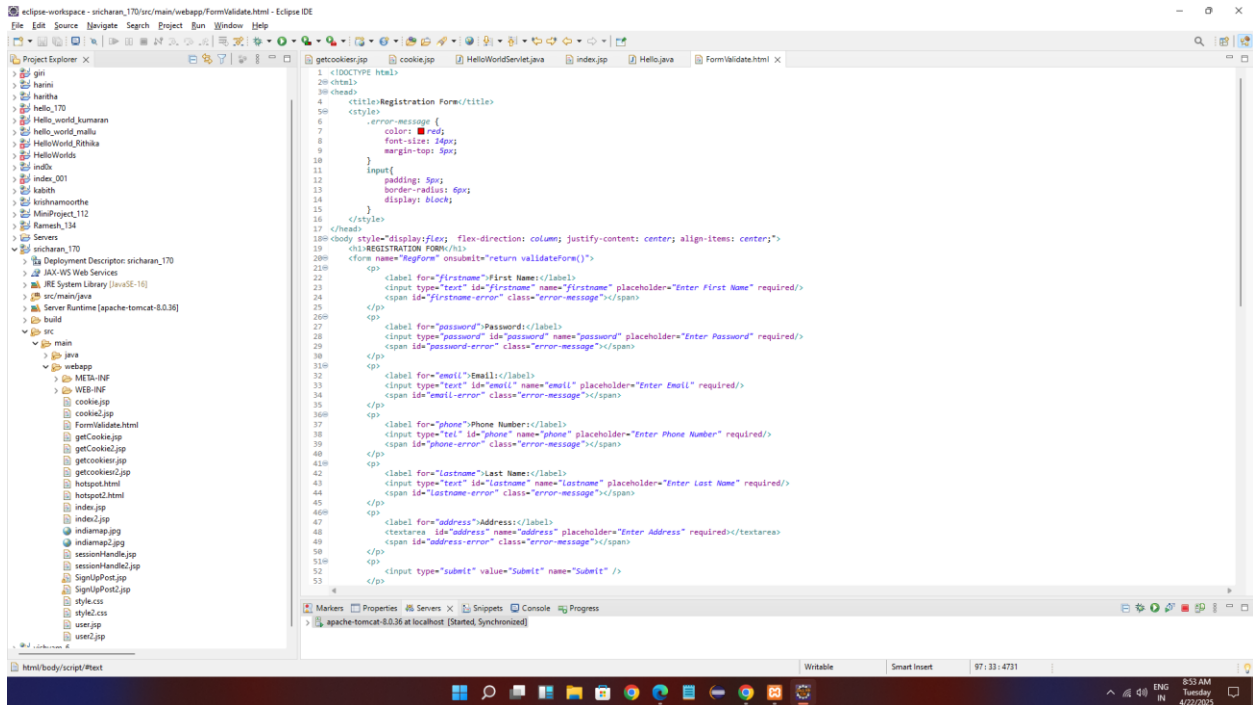 eclipse-workspace - sricharan_170/src/main/webapp/FormValidate.html - Eclipse IDE
File Edit Source Navigate Search Project Run Window Help
Project Explorer
giri
harini
haritha
hello_170
Hello_world_kumaran
hello_world_mallu
HelloWorld_Rithika
HelloWorlds
ind0x
index_001
kabith
krishnamoorthe
MiniProject_112
Ramesh_134
Servers
sricharan_170
Deployment Descriptor: sricharan_170
JAX-WS Web Services
JRE System Library [JavaSE-16]
src/main/java
Server Runtime [apache-tomcat-8.0.36]
build
src
main
java
webapp
META-INF
WEB-INF
cookie.jsp
cookie2.jsp
FormValidate.html
getCookie.jsp
getCookie2.jsp
getcookiesr.jsp
getcookiesr2.jsp
hotspot.html
hotspot2.html
index.jsp
index2.jsp
indiamap.jpg
indiamap2.jpg
sessionHandle.jsp
sessionHandle2.jsp
SignUpPost.jsp
SignUpPost2.jsp
style.css
style2.css
user.jsp
user2.jsp
getcookiesr.jsp cookie.jsp HelloWorldServlet.java index.jsp Hello.java FormValidate.html
1 <!DOCTYPE html>
2 <html>
3 <head>
4 <title>Registration Form</title>
5 <style>
6 .error-message {
7 color: red;
8 font-size: 14px;
9 margin-top: 5px;
10 }
11 input{
12 padding: 5px;
13 border-radius: 6px;
14 display: block;
15 }
16 </style>
17 </head>
18 <body style="display:flex; flex-direction: column; justify-content: center; align-items: center;">
19 <h1>REGISTRATION FORM</h1>
20 <form name="RegForm" onsubmit="return validateForm()">
21 <p>
22 <label for="firstname">First Name:</label>
23 <input type="text" id="firstname" name="firstname" placeholder="Enter First Name" required/>
24 <span id="firstname-error" class="error-message"></span>
25 </p>
26 <p>
27 <label for="password">Password:</label>
28 <input type="password" id="password" name="password" placeholder="Enter Password" required/>
29 <span id="password-error" class="error-message"></span>
30 </p>
31 <p>
32 <label for="email">Email:</label>
33 <input type="text" id="email" name="email" placeholder="Enter Email" required/>
34 <span id="email-error" class="error-message"></span>
35 </p>
36 <p>
37 <label for="phone">Phone Number:</label>
38 <input type="tel" id="phone" name="phone" placeholder="Enter Phone Number" required/>
39 <span id="phone-error" class="error-message"></span>
40 </p>
41 <p>
42 <label for="lastname">Last Name:</label>
43 <input type="text" id="lastname" name="lastname" placeholder="Enter Last Name" required/>
44 <span id="lastname-error" class="error-message"></span>
45 </p>
46 <p>
47 <label for="address">Address:</label>
48 <textarea id="address" name="address" placeholder="Enter Address" required></textarea>
49 <span id="address-error" class="error-message"></span>
50 </p>
51 <p>
52 <input type="submit" value="Submit" name="Submit" />
53 </p>
Markers Properties Servers Snippets Console Progress
apache-tomcat-8.0.36 at localhost [Started, Synchronized]
html/body/script/#text Writable Smart Insert 97 : 33 : 4731
ENG IN
8:53 AM
Tuesday
4/22/2025